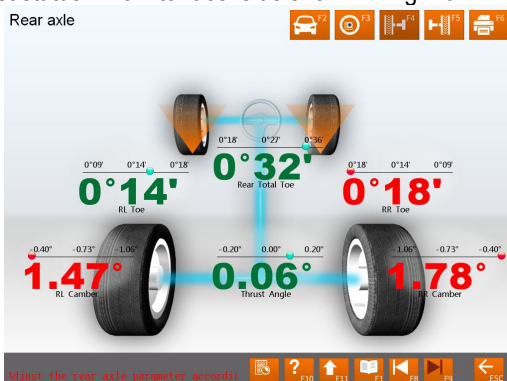 Rear axle
F2 F3 F4 F5 F6
0°18' 0°27' 0°36'
0°32'
Rear Total Toe
0°09' 0°14' 0°18'
0°14'
RL Toe
0°18' 0°14' 0°09'
0°18'
RR Toe
-0.40° -0.73° -1.06°
1.47°
RL Camber
-0.20° 0.00° 0.20°
0.06°
Thrust Angle
-1.06° -0.73° -0.40°
1.78°
RR Camber
Adjust the rear axle parameter accordin
? F10 F11 F1 F8 F9 ESC